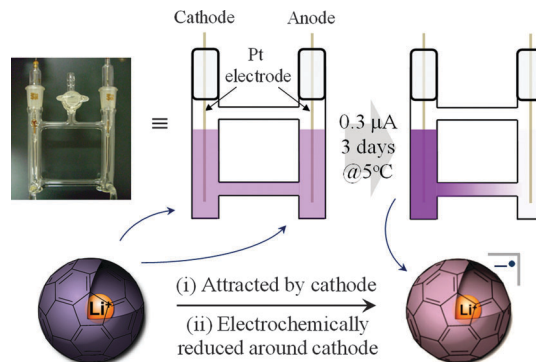 Cathode
Anode
Pt
electrode
≡
0.3 μA
3 days
@5°C
(i) Attracted by cathode
(ii) Electrochemically
reduced around cathode
Li⁺
Li⁺
−•